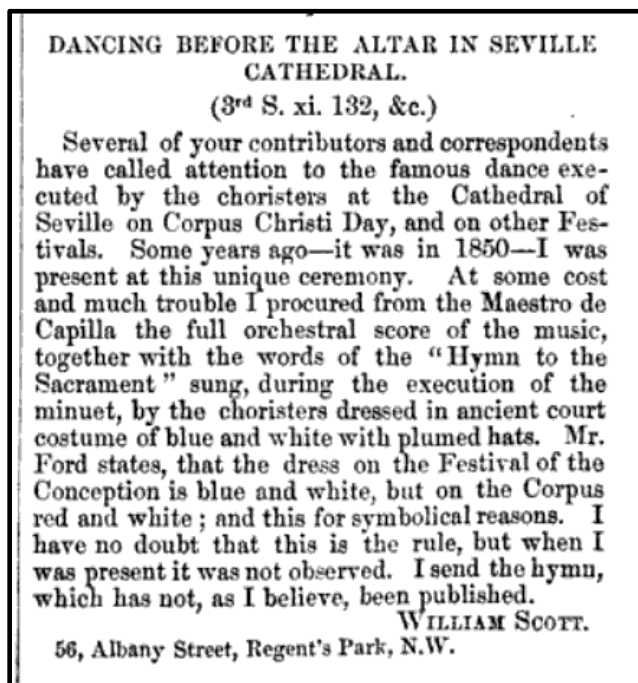 DANCING BEFORE THE ALTAR IN SEVILLE
CATHEDRAL.
(3rd S. xi. 132, &c.)
Several of your contributors and correspondents
have called attention to the famous dance exe-
cuted by the choristers at the Cathedral of
Seville on Corpus Christi Day, and on other Fes-
tivals. Some years ago—it was in 1850—I was
present at this unique ceremony. At some cost
and much trouble I procured from the Maestro de
Capilla the full orchestral score of the music,
together with the words of the "Hymn to the
Sacrament" sung, during the execution of the
minuet, by the choristers dressed in ancient court
costume of blue and white with plumed hats. Mr.
Ford states, that the dress on the Festival of the
Conception is blue and white, but on the Corpus
red and white; and this for symbolical reasons. I
have no doubt that this is the rule, but when I
was present it was not observed. I send the hymn,
which has not, as I believe, been published.
WILLIAM SCOTT.
56, Albany Street, Regent's Park, N.W.